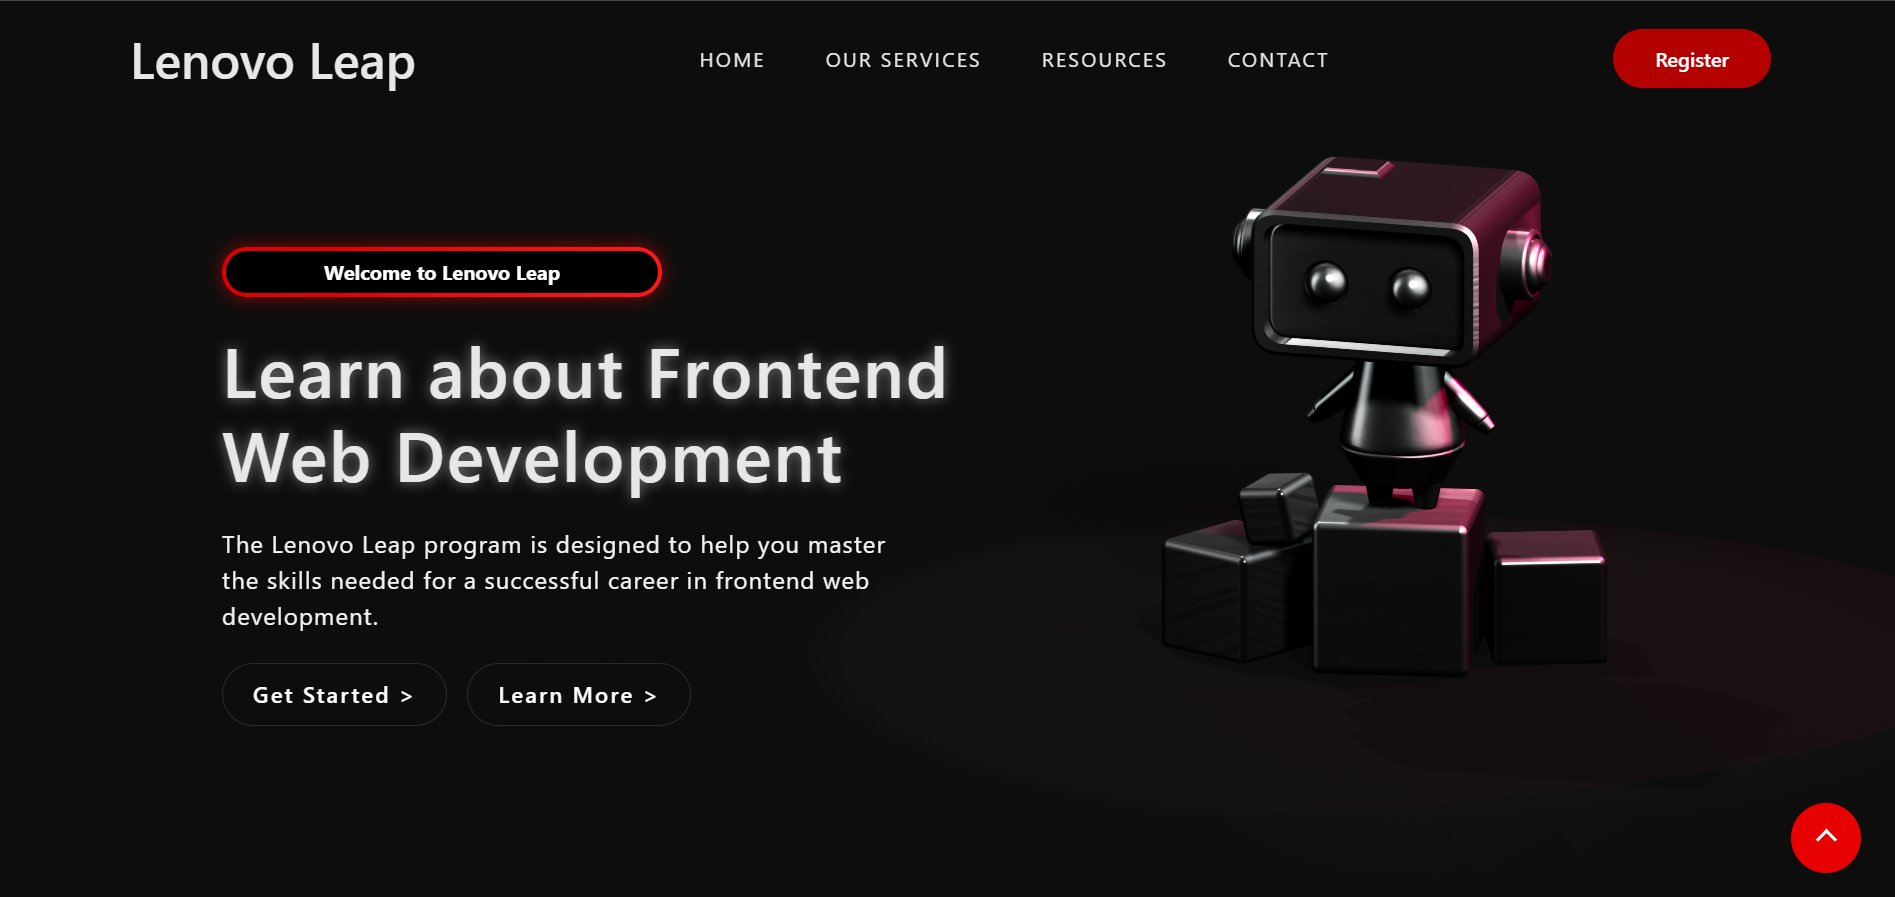 Lenovo Leap
HOME
OUR SERVICES
RESOURCES
CONTACT
Register
Welcome to Lenovo Leap
Learn about Frontend
Web Development
The Lenovo Leap program is designed to help you master
the skills needed for a successful career in frontend web
development.
Get Started >
Learn More >